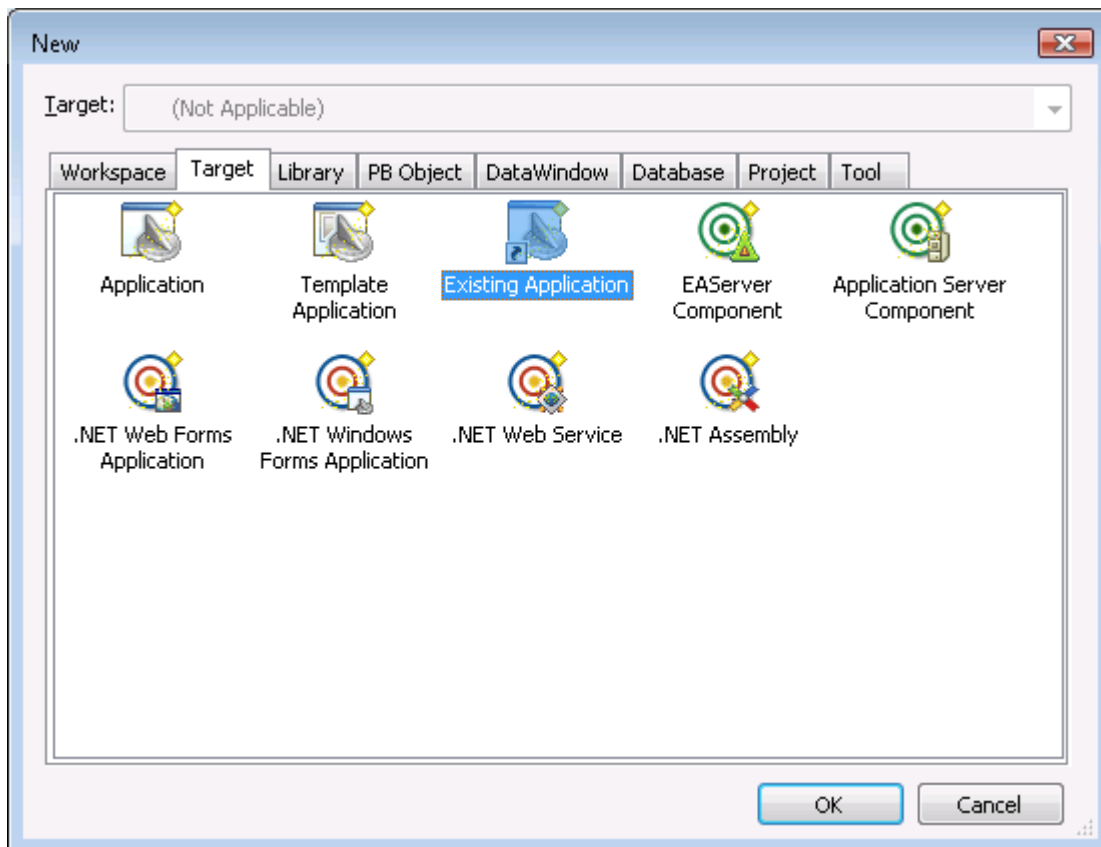 New
Target: (Not Applicable)
Workspace Target Library PB Object DataWindow Database Project Tool
Application Template Existing Application EAServer Application Server
Application Component Component
.NET Web Forms .NET Windows .NET Web Service .NET Assembly
Application Forms Application
OK Cancel